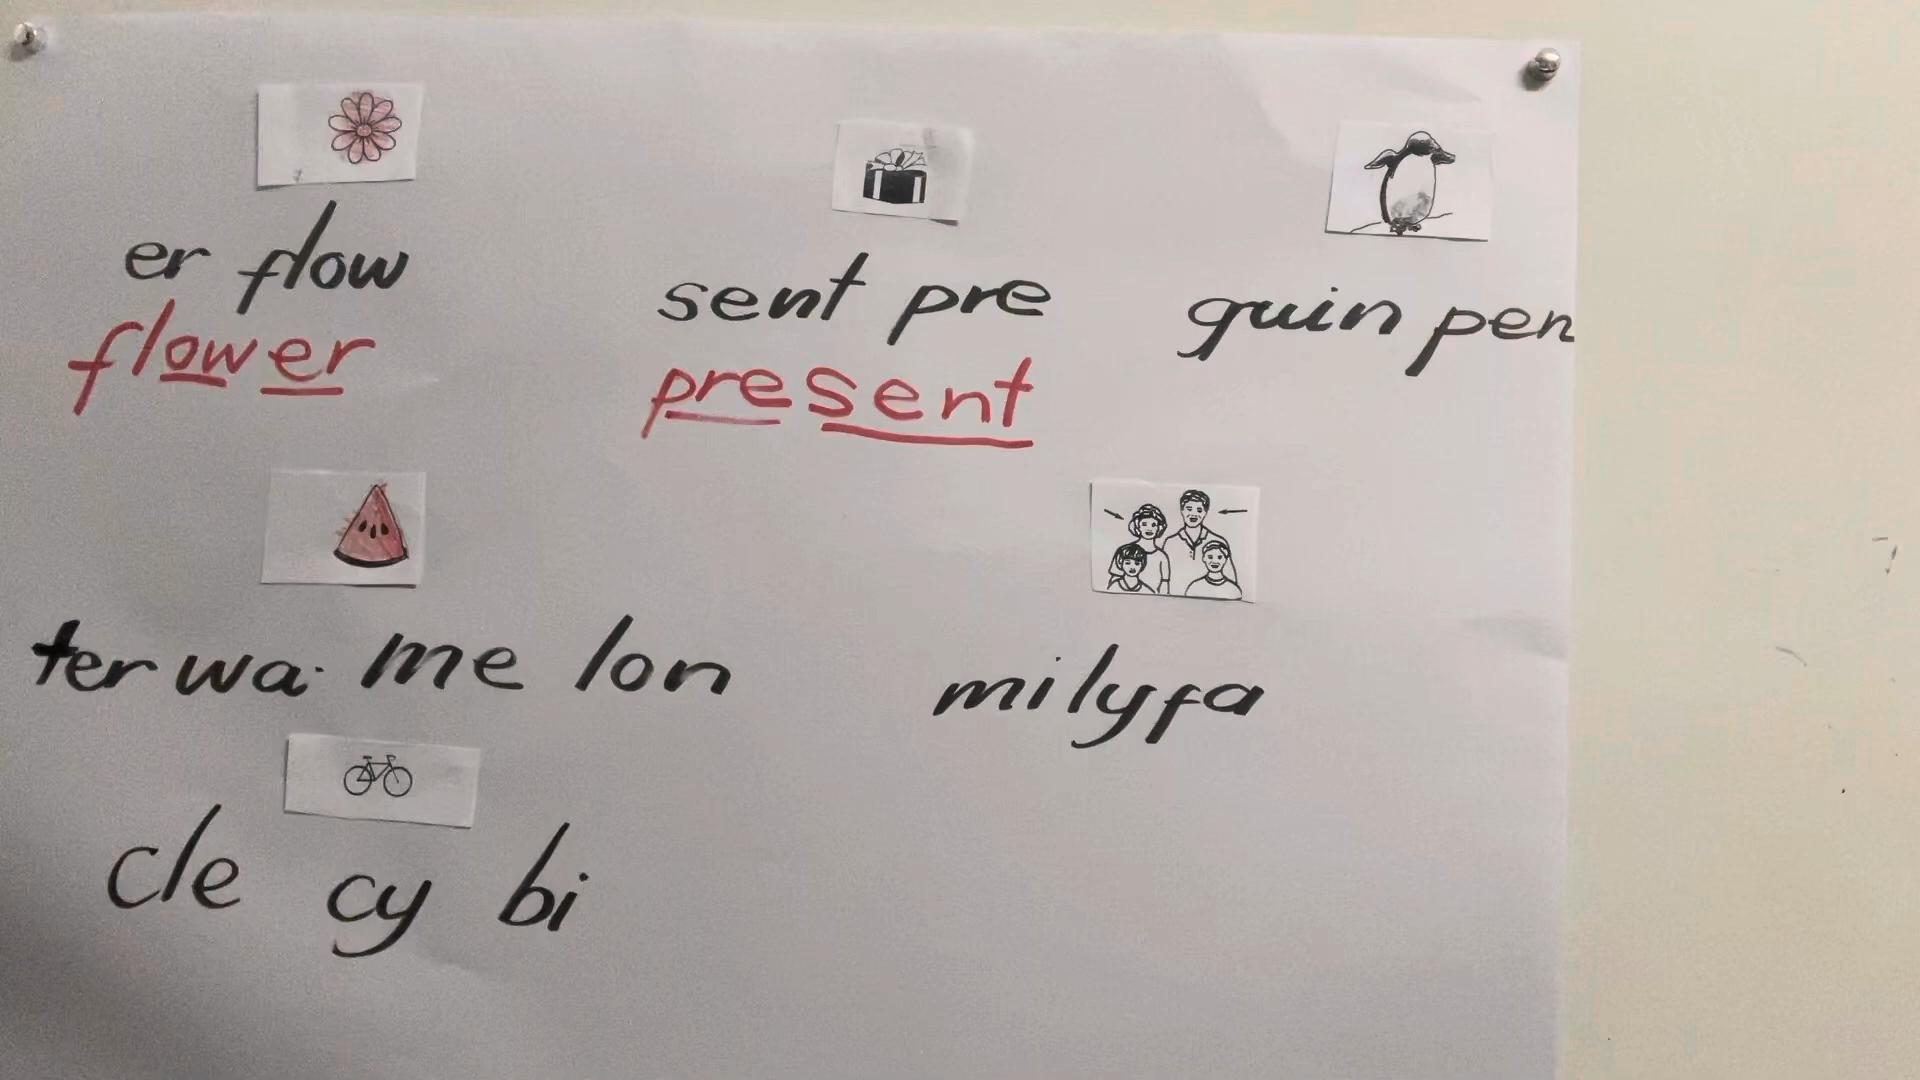 er flow
flower
sent pre
present
guin pen
ter wa me lon
milyfa
cle cy bi